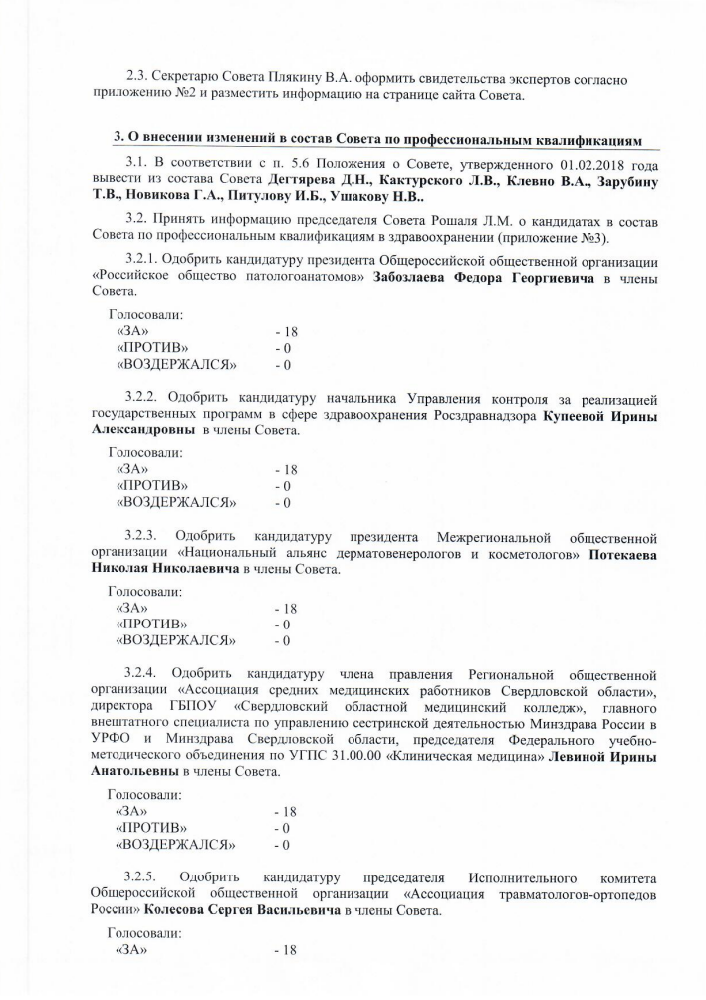 2.3. Секретарю Совета Плякину В.А. оформить свидетельства экспертов согласно
приложению №2 и разместить информацию на странице сайта Совета.
3. О внесении изменений в состав Совета по профессиональным квалификациям
3.1. В соответствии с п. 5.6 Положения о Совете, утвержденного 01.02.2018 года
вывести из состава Совета Дегтярева Д.Н., Кактурского Л.В., Клевно В.А., Зарубину
Т.В., Новикова Г.А., Питулову И.Б., Ушакову Н.В..
3.2. Принять информацию председателя Совета Рошаля Л.М. о кандидатах в состав
Совета по профессиональным квалификациям в здравоохранении (приложение №3).
3.2.1. Одобрить кандидатуру президента Общероссийской общественной организации
«Российское общество патологоанатомов» Забозлаева Федора Георгиевича в члены
Совета.
Голосовали:
«ЗА» - 18
«ПРОТИВ» - 0
«ВОЗДЕРЖАЛСЯ» - 0
3.2.2. Одобрить кандидатуру начальника Управления контроля за реализацией
государственных программ в сфере здравоохранения Росздравнадзора Купеевой Ирины
Александровны в члены Совета.
Голосовали:
«ЗА» - 18
«ПРОТИВ» - 0
«ВОЗДЕРЖАЛСЯ» - 0
3.2.3. Одобрить кандидатуру президента Межрегиональной общественной
организации «Национальный альянс дерматовенерологов и косметологов» Потекаева
Николая Николаевича в члены Совета.
Голосовали:
«ЗА» - 18
«ПРОТИВ» - 0
«ВОЗДЕРЖАЛСЯ» - 0
3.2.4. Одобрить кандидатуру члена правления Региональной общественной
организации «Ассоциация средних медицинских работников Свердловской области»,
директора ГБПОУ «Свердловский областной медицинский колледж», главного
внештатного специалиста по управлению сестринской деятельностью Минздрава России в
УРФО и Минздрава Свердловской области, председателя Федерального учебно-
методического объединения по УГПС 31.00.00 «Клиническая медицина» Левиной Ирины
Анатольевны в члены Совета.
Голосовали:
«ЗА» - 18
«ПРОТИВ» - 0
«ВОЗДЕРЖАЛСЯ» - 0
3.2.5. Одобрить кандидатуру председателя Исполнительного комитета
Общероссийской общественной организации «Ассоциация травматологов-ортопедов
России» Колесова Сергея Васильевича в члены Совета.
Голосовали:
«ЗА» - 18